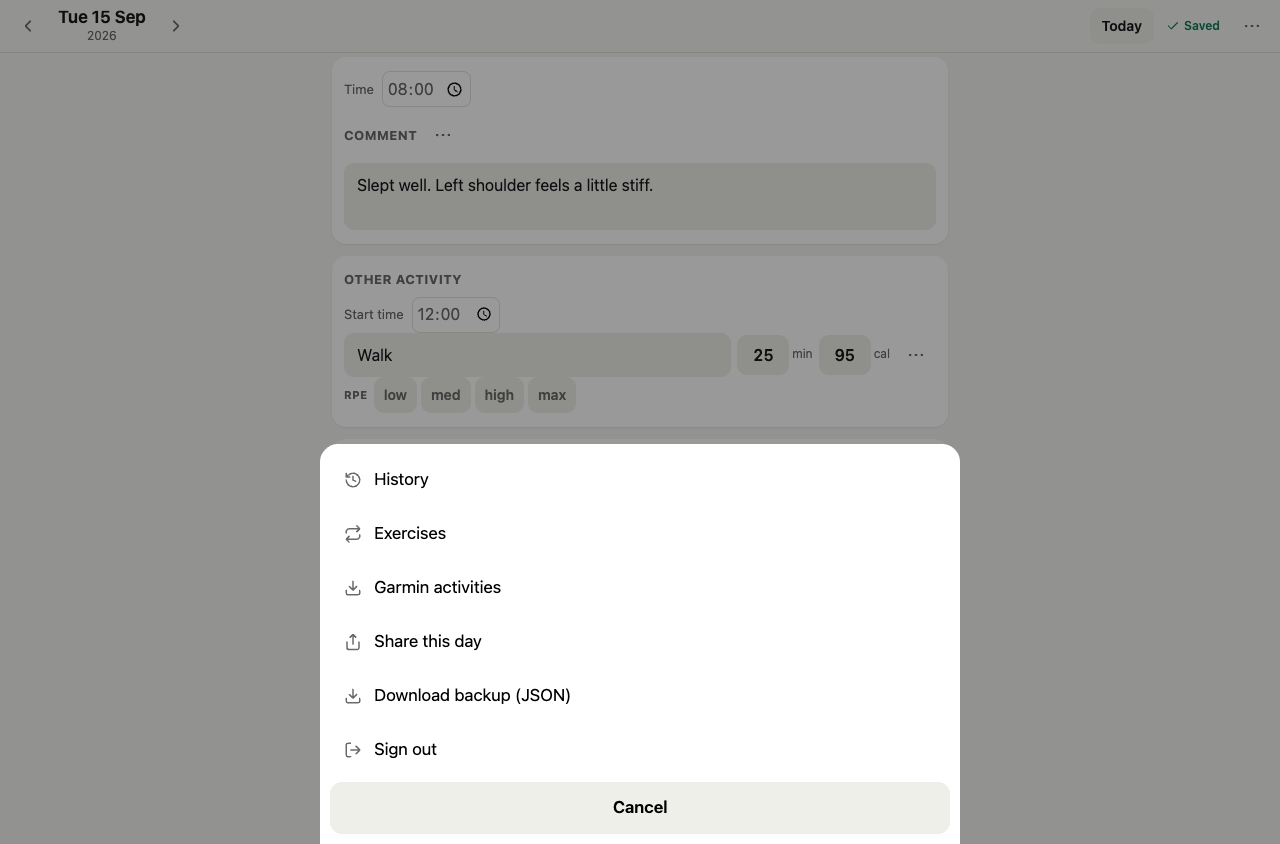 Tue 15 Sep
2026
Today
Saved
Time 08:00
COMMENT
Slept well. Left shoulder feels a little stiff.
OTHER ACTIVITY
Start time 12:00
Walk 25 min 95 cal
RPE low med high max
History
Exercises
Garmin activities
Share this day
Download backup (JSON)
Sign out
Cancel